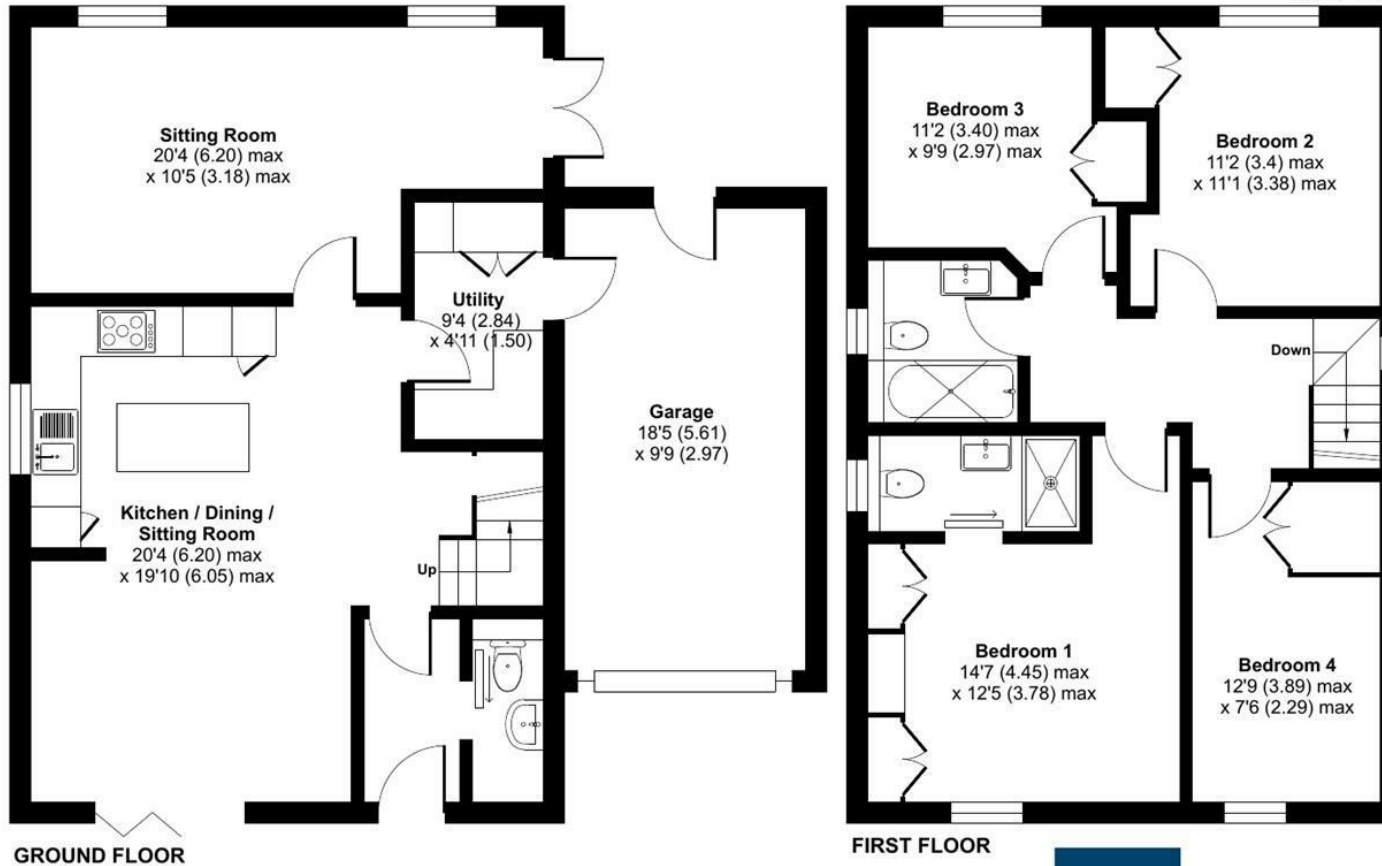 Sitting Room
20'4 (6.20) max
x 10'5 (3.18) max
Utility
9'4 (2.84)
x 4'11 (1.50)
Garage
18'5 (5.61)
x 9'9 (2.97)
Kitchen / Dining /
Sitting Room
20'4 (6.20) max
x 19'10 (6.05) max
Up
GROUND FLOOR
Bedroom 3
11'2 (3.40) max
x 9'9 (2.97) max
Bedroom 2
11'2 (3.4) max
x 11'1 (3.38) max
Down
Bedroom 1
14'7 (4.45) max
x 12'5 (3.78) max
Bedroom 4
12'9 (3.89) max
x 7'6 (2.29) max
FIRST FLOOR